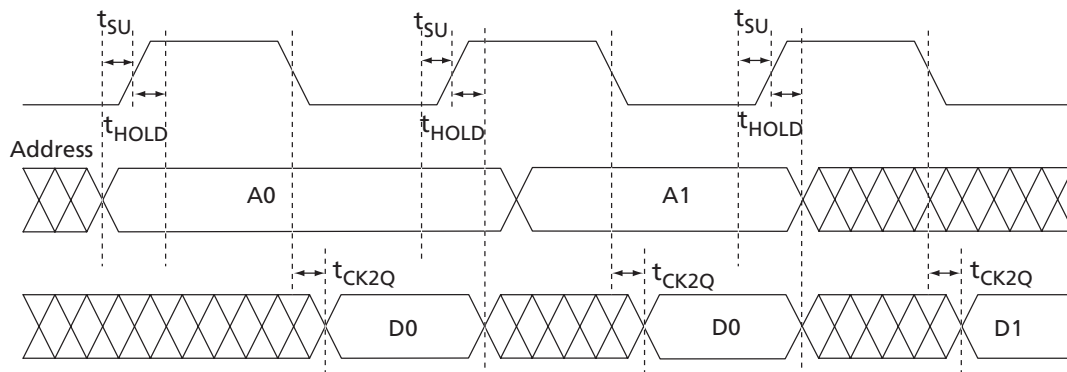 tSU tSU tSU
tHOLD tHOLD tHOLD
Address
A0 A1
tCK2Q tCK2Q tCK2Q
D0 D0 D1